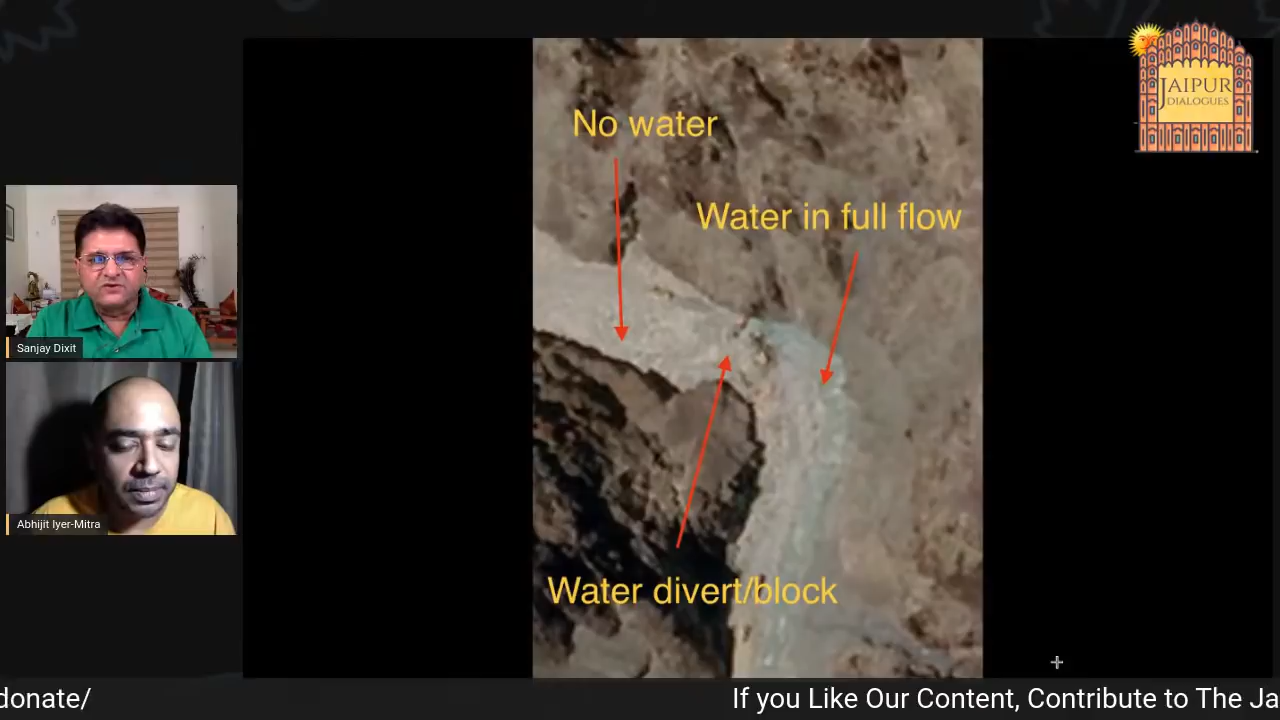 JAIPUR
DIALOGUES
No water
Water in full flow
Water divert/block
Sanjay Dixit
Abhijit Iyer-Mitra
donate/
If you Like Our Content, Contribute to The Ja